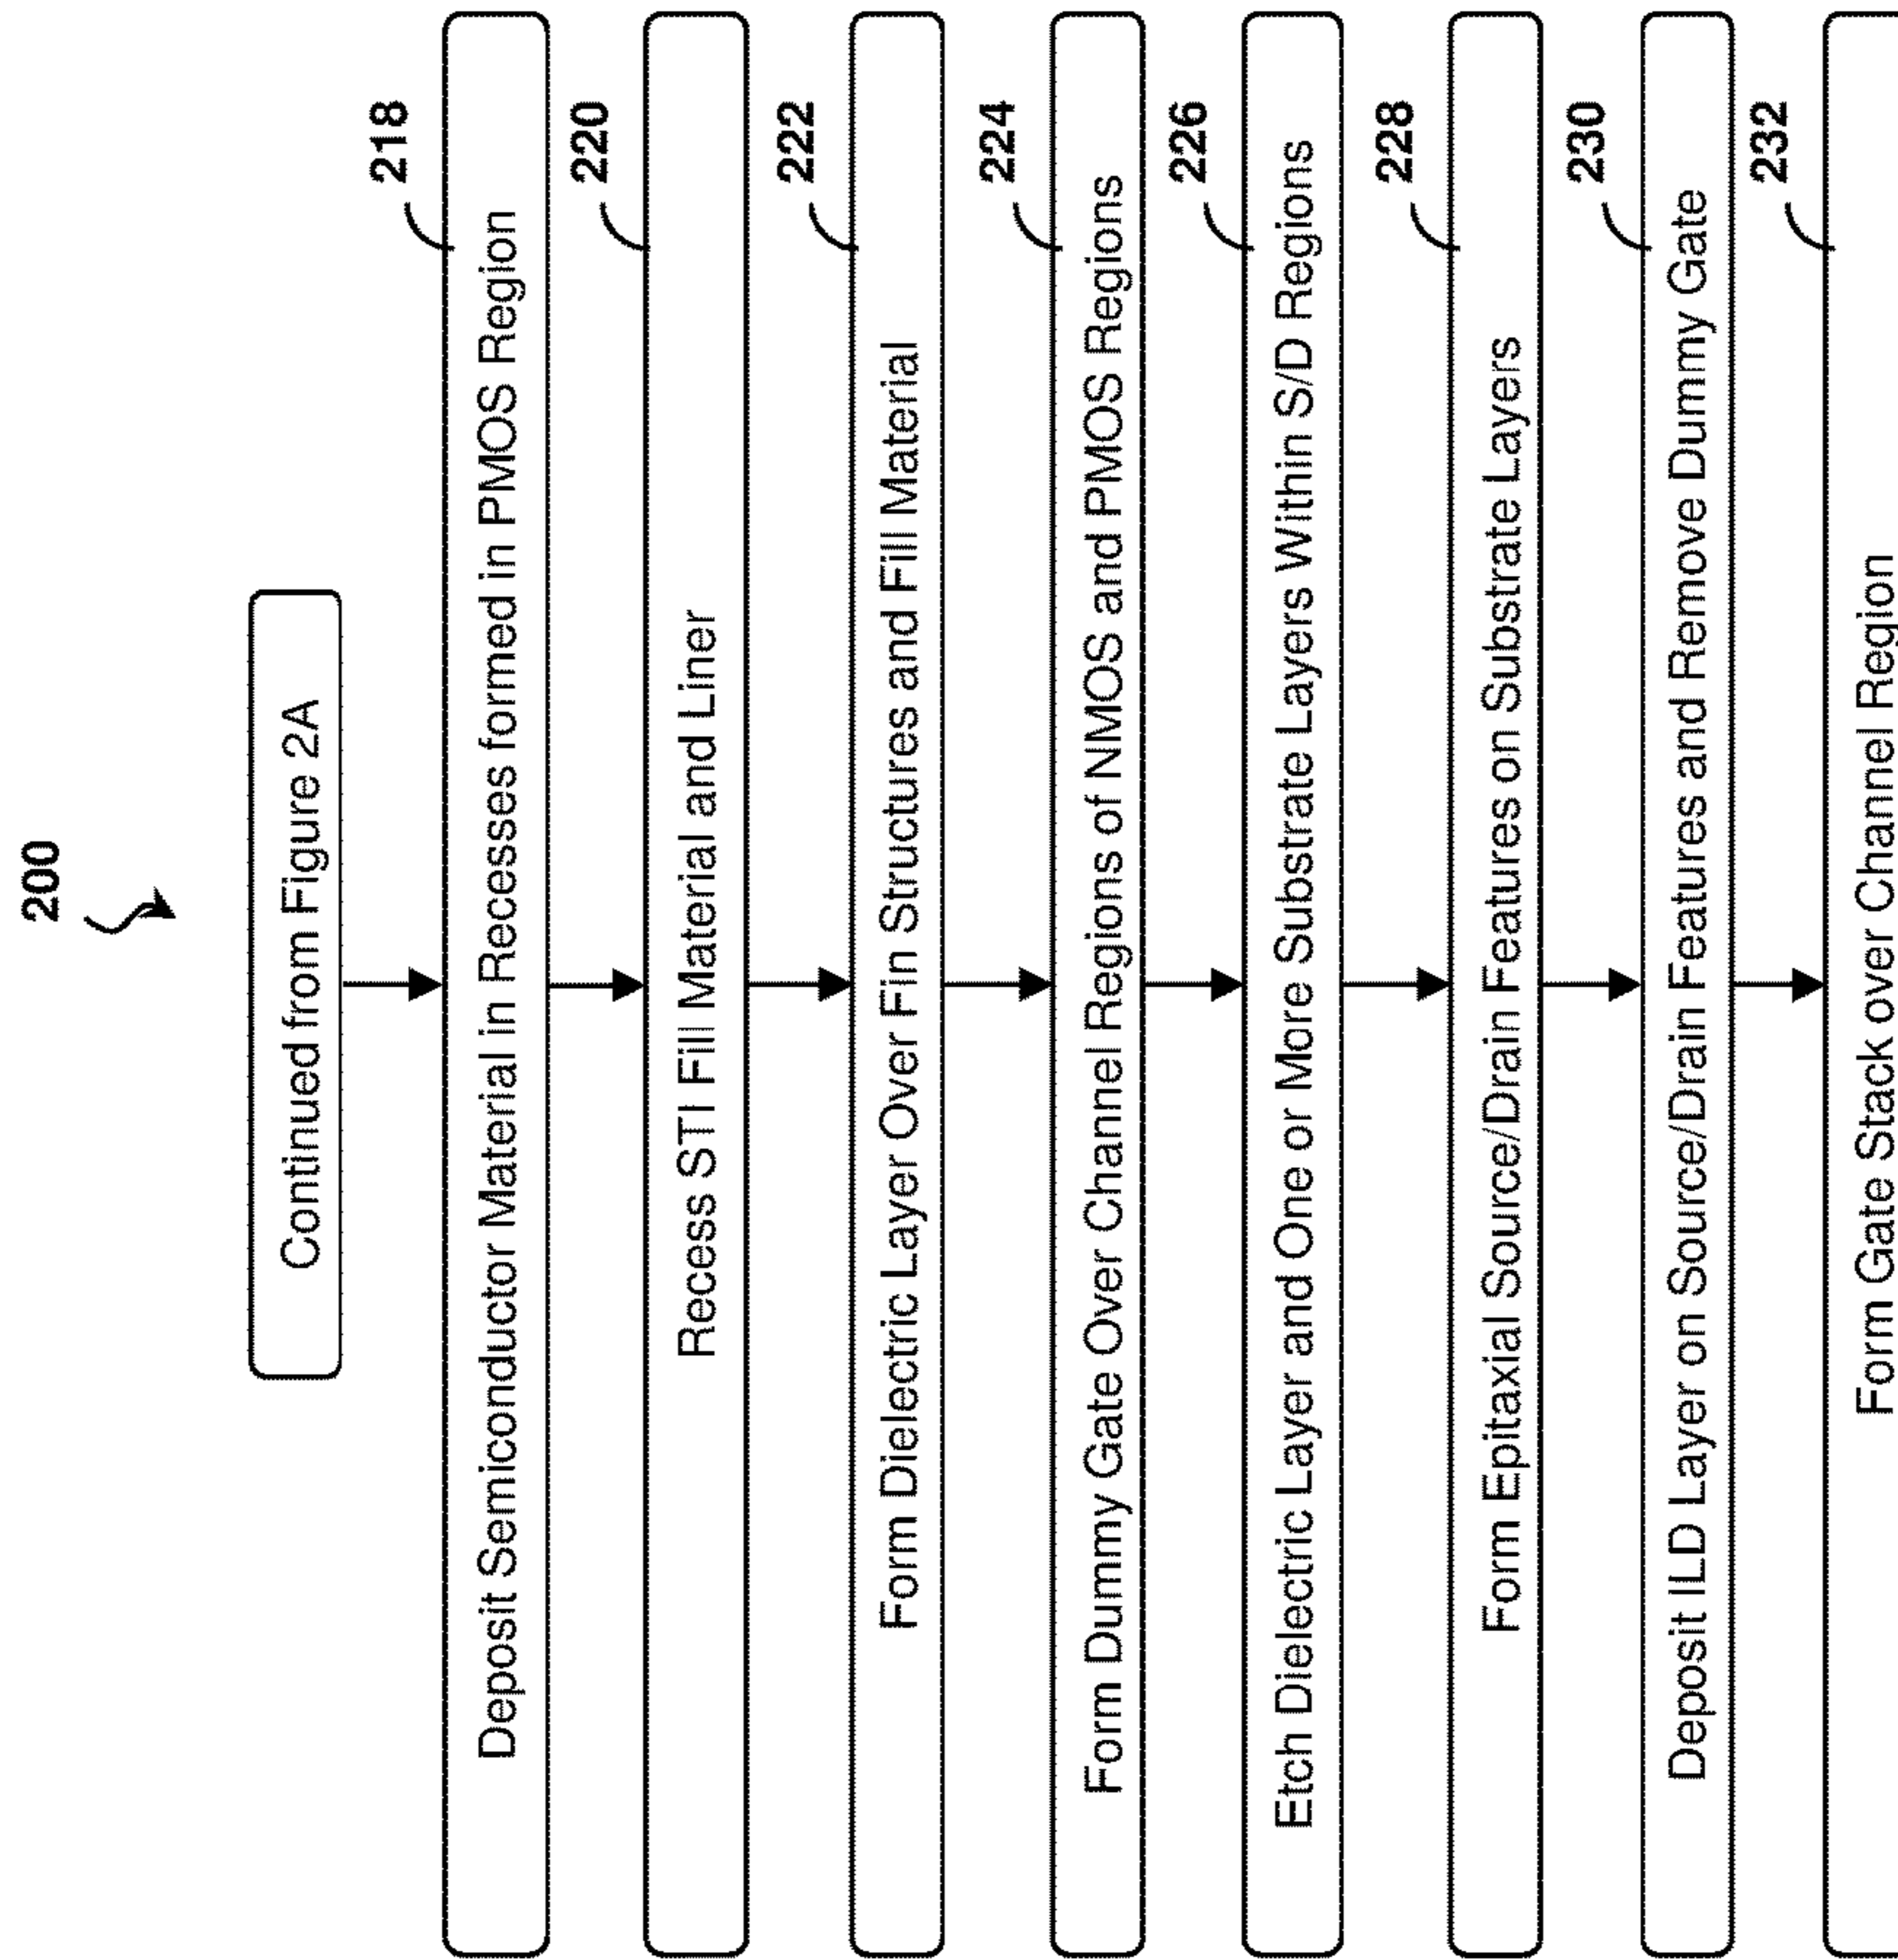 200
Continued from Figure 2A
218
Deposit Semiconductor Material in Recesses formed in PMOS Region
220
Recess STI Fill Material and Liner
222
Form Dielectric Layer Over Fin Structures and Fill Material
224
Form Dummy Gate Over Channel Regions of NMOS and PMOS Regions
226
Etch Dielectric Layer and One or More Substrate Layers Within S/D Regions
228
Form Epitaxial Source/Drain Features on Substrate Layers
230
Deposit ILD Layer on Source/Drain Features and Remove Dummy Gate
232
Form Gate Stack over Channel Region